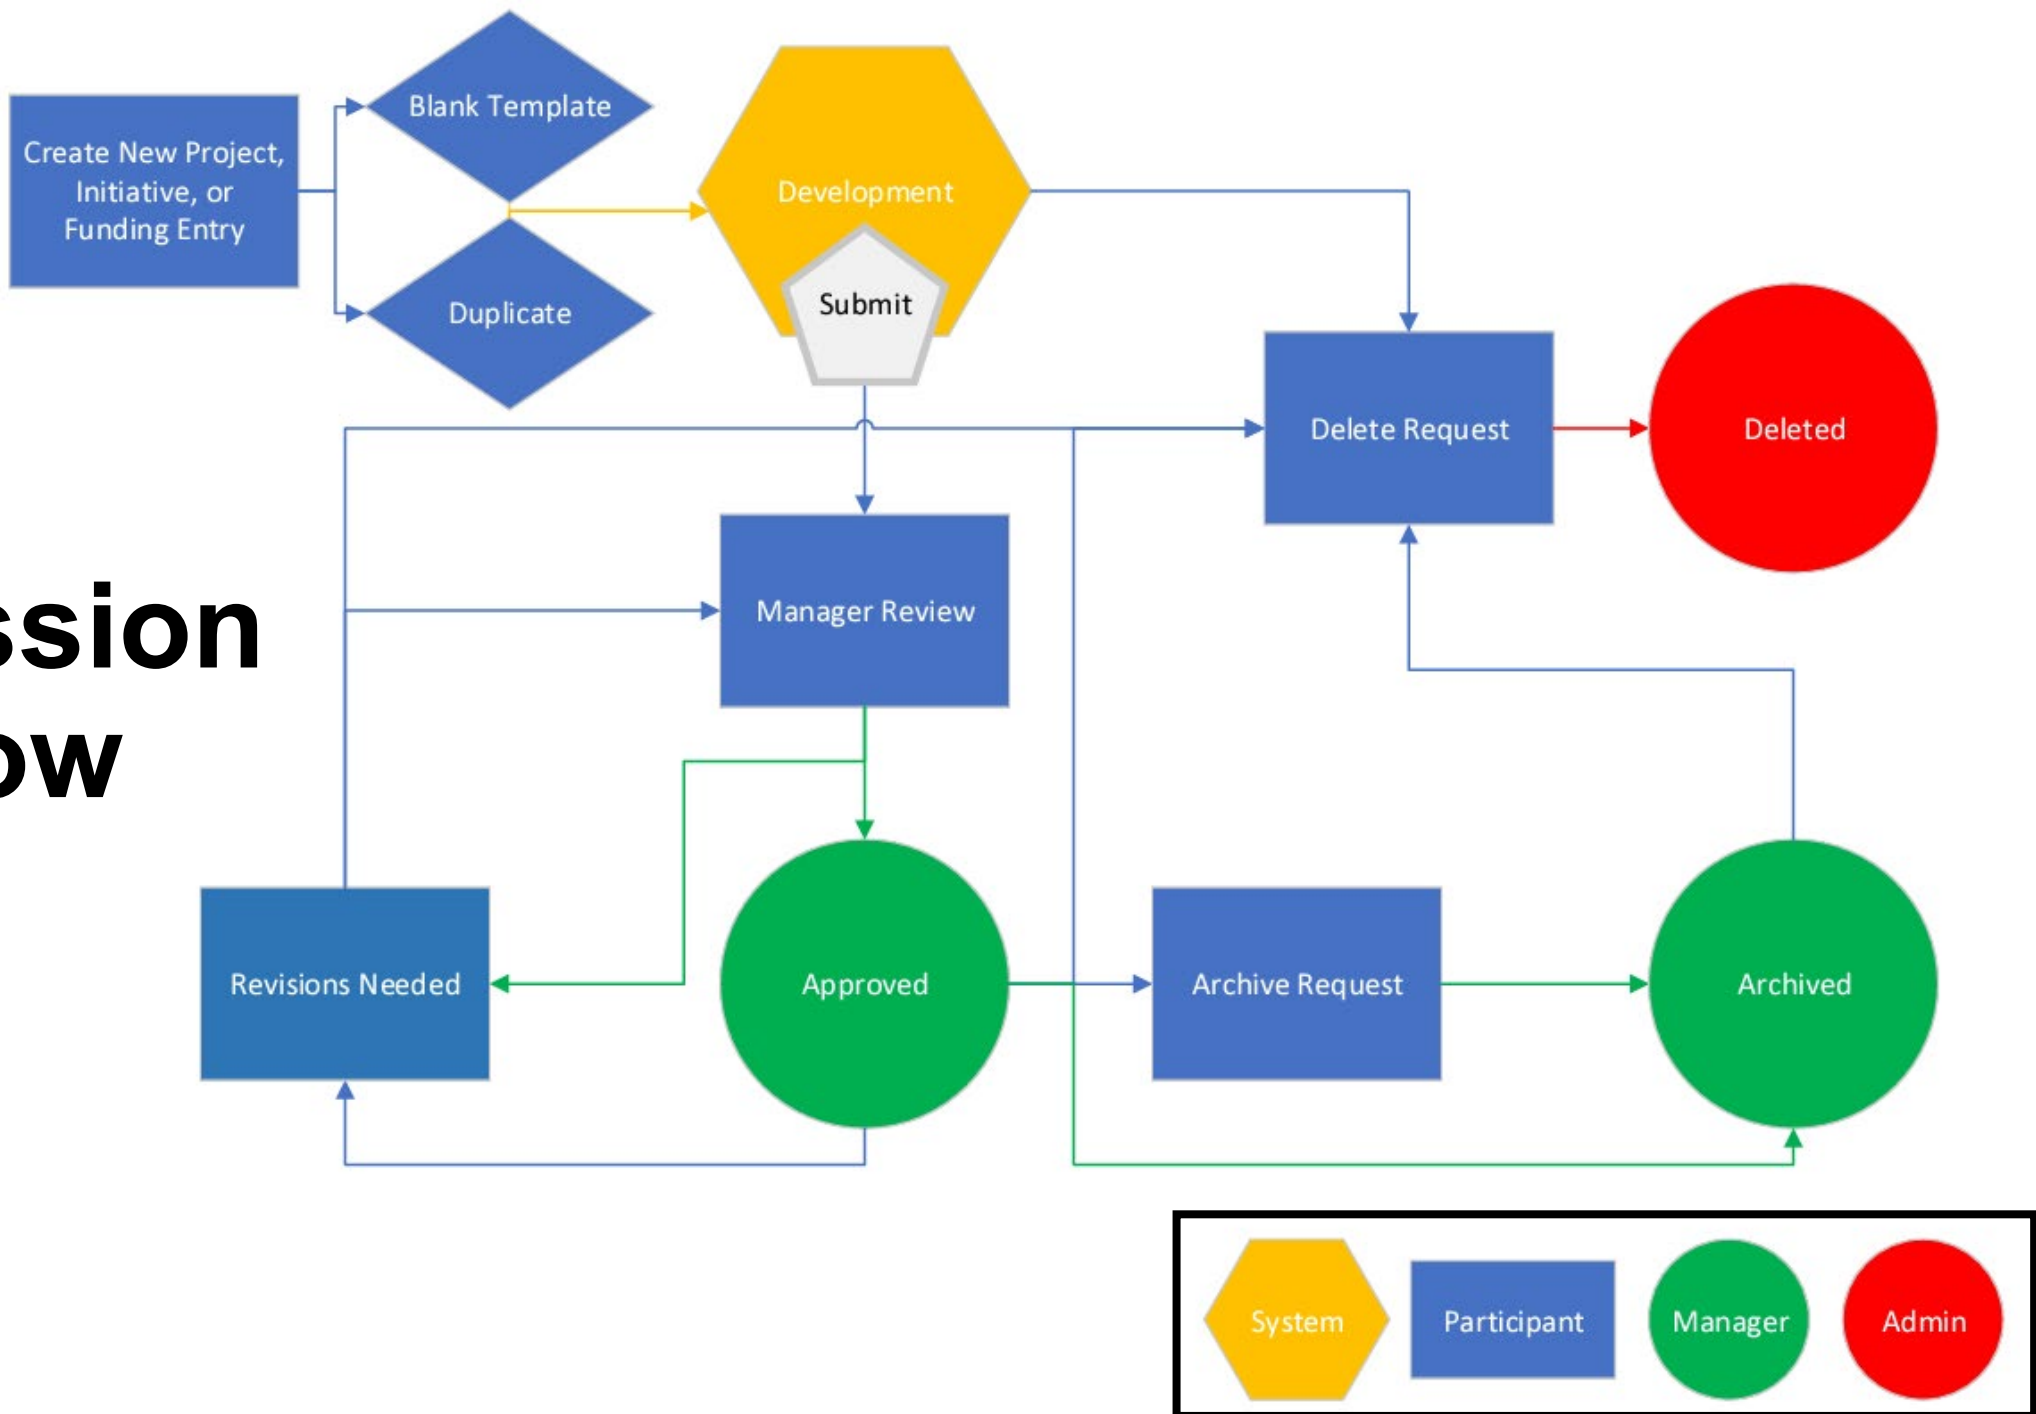 Blank Template
Create New Project,
Initiative, or
Funding Entry
Development
Duplicate
Submit
Delete Request
Deleted
ssion
ow
Manager Review
Revisions Needed
Approved
Archive Request
Archived
System
Participant
Manager
Admin